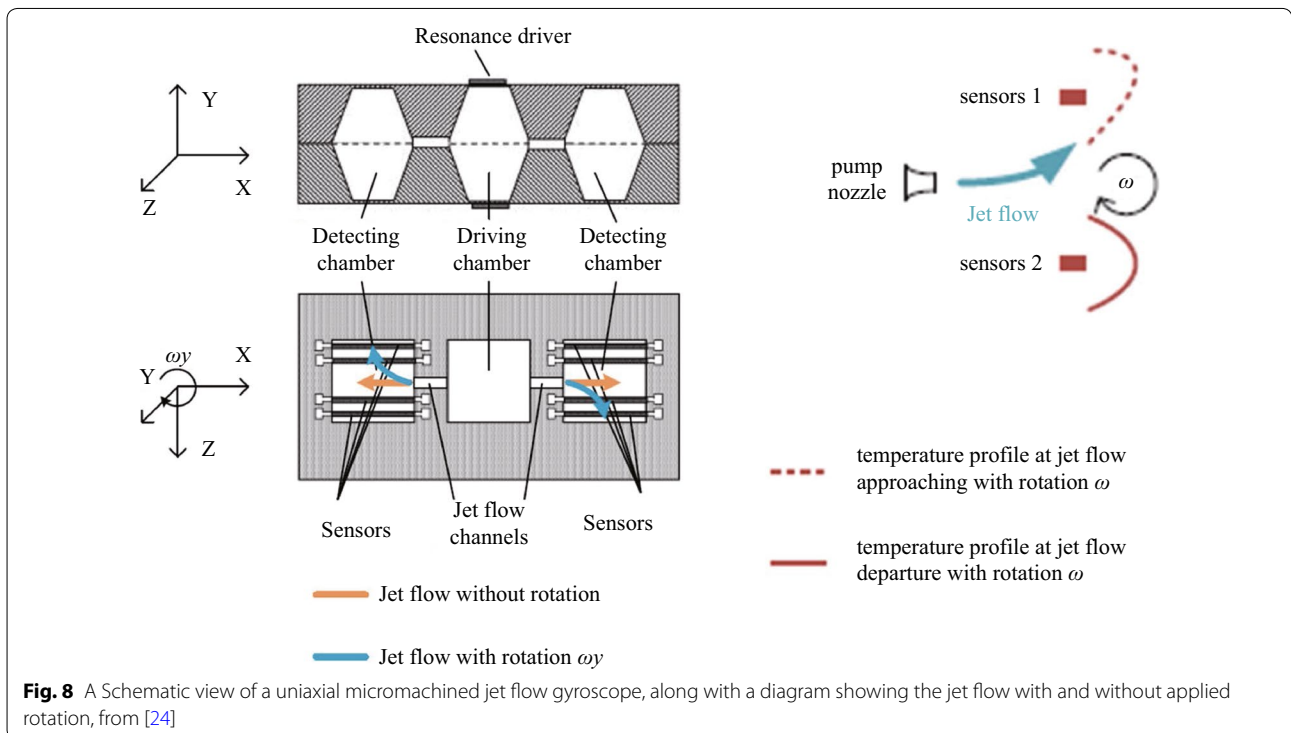 Resonance driver
Y
X
Z
Detecting
chamber
Driving
chamber
Detecting
chamber
ωy
Y
X
Z
Sensors
Jet flow
channels
Sensors
Jet flow without rotation
Jet flow with rotation ωy
sensors 1
pump
nozzle
Jet flow
ω
sensors 2
temperature profile at jet flow
approaching with rotation ω
temperature profile at jet flow
departure with rotation ω
Fig. 8 A Schematic view of a uniaxial micromachined jet flow gyroscope, along with a diagram showing the jet flow with and without applied
rotation, from [24]